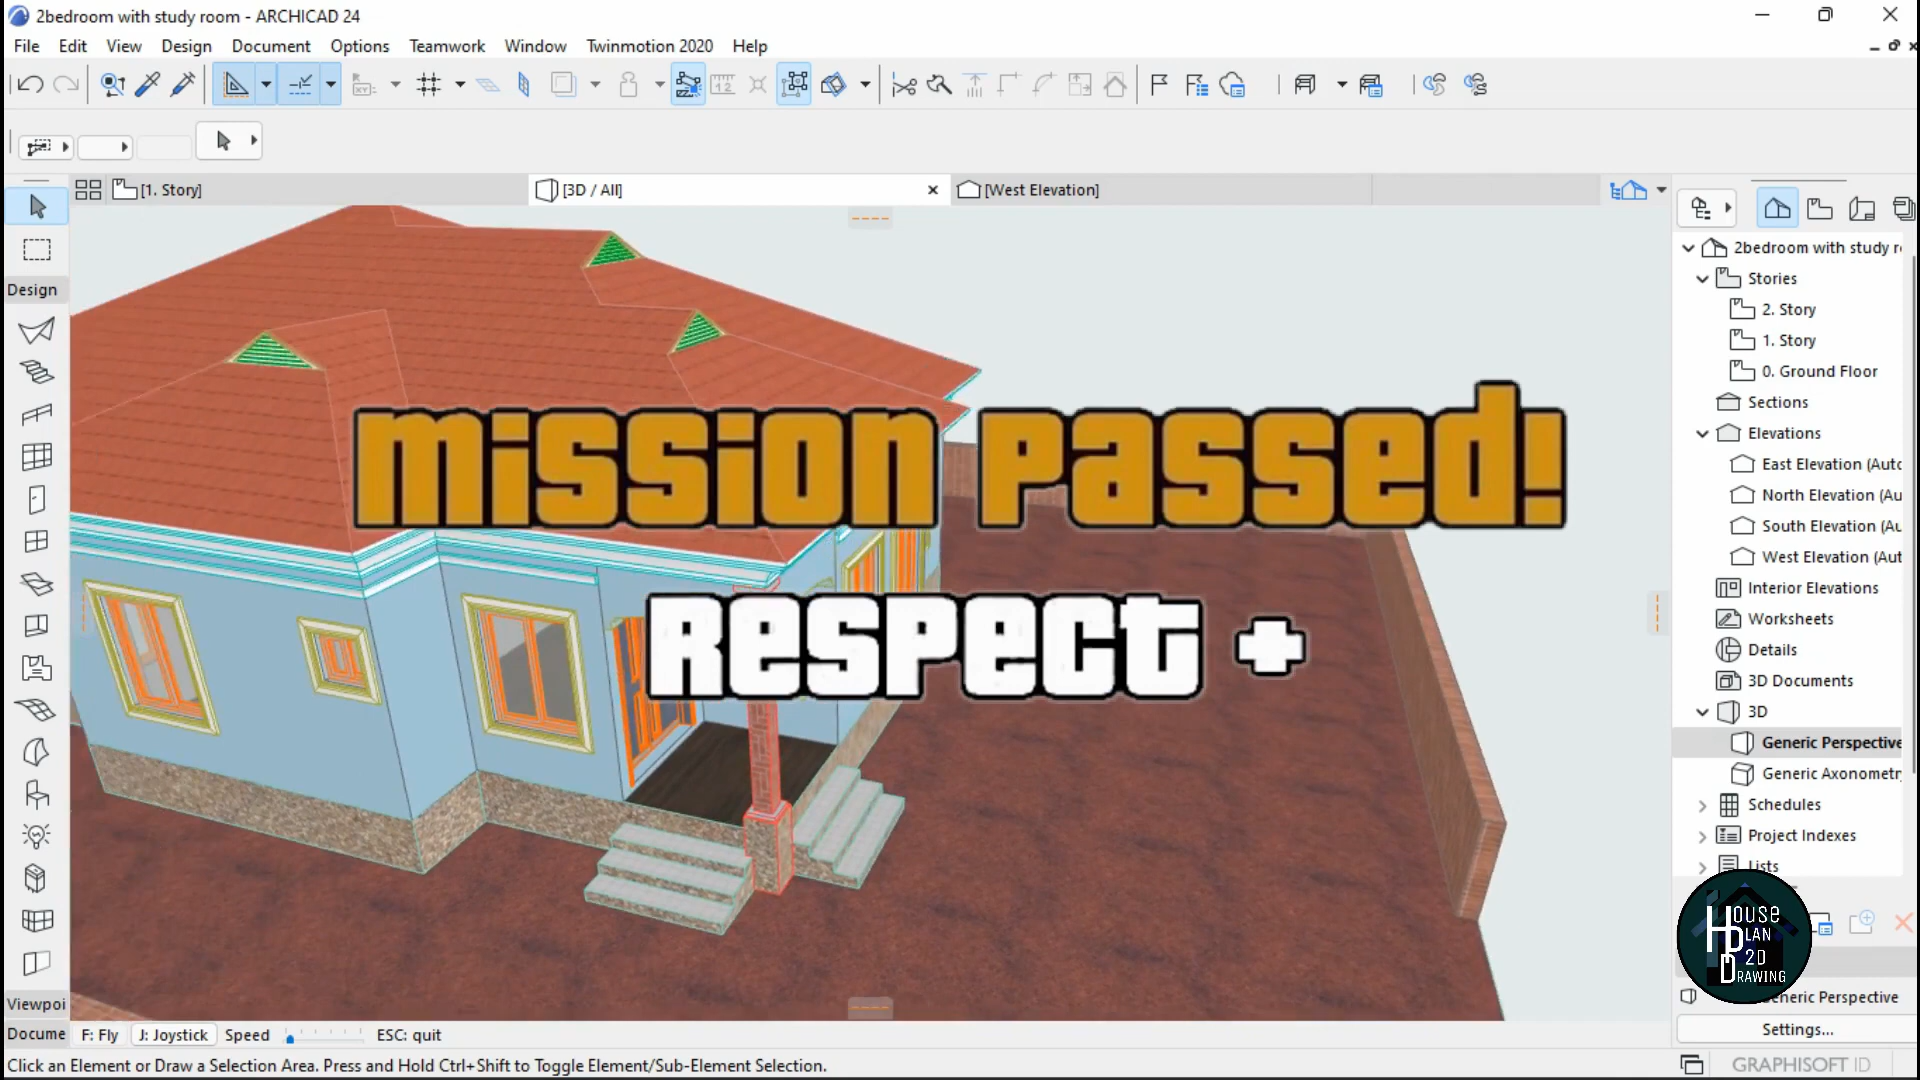 2bedroom with study room - ARCHICAD 24
File Edit View Design Document Options Teamwork Window Twinmotion 2020 Help
[1. Story]
[3D / All]
[West Elevation]
Design
2bedroom with study r
Stories
2. Story
1. Story
0. Ground Floor
Sections
Elevations
East Elevation (Auto
North Elevation (Au
South Elevation (Au
West Elevation (Aut
Interior Elevations
Worksheets
Details
3D Documents
3D
Generic Perspective
Generic Axonometr
Schedules
Project Indexes
Lists
mission passed!
Respect +
House
Plan
2D
Drawing
Generic Perspective
Settings...
Viewpoi
Docume
F: Fly J: Joystick Speed ESC: quit
Click an Element or Draw a Selection Area. Press and Hold Ctrl+Shift to Toggle Element/Sub-Element Selection.
GRAPHISOFT ID